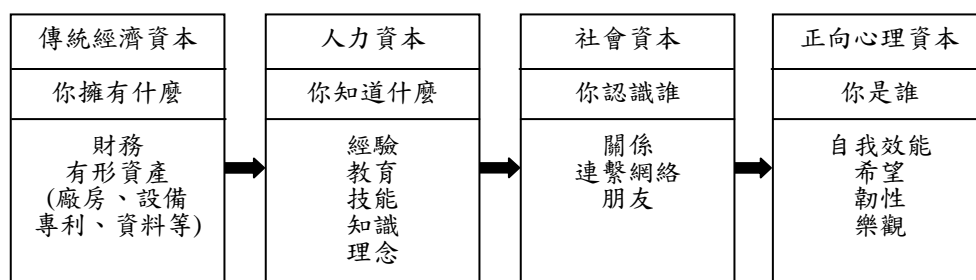 傳統經濟資本
你擁有什麼
財務
有形資產
(廠房、設備
專利、資料等)
人力資本
你知道什麼
經驗
教育
技能
知識
理念
社會資本
你認識誰
關係
連繫網絡
朋友
正向心理資本
你是誰
自我效能
希望
韌性
樂觀